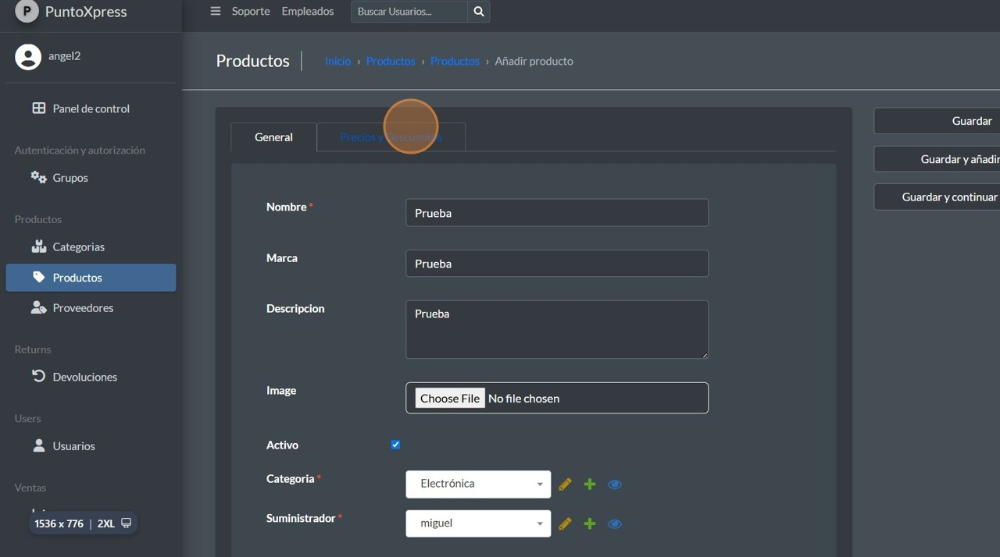 P PuntoXpress
Soporte Empleados Buscar Usuarios...
angel2
Productos Inicio › Productos › Productos › Añadir producto
Panel de control
Autenticación y autorización
Grupos
Productos
Categorias
Productos
Proveedores
Returns
Devoluciones
Users
Usuarios
Ventas
1536 x 776 | 2XL
General Precios y Descuentos
Nombre * Prueba
Marca Prueba
Descripcion Prueba
Image Choose File No file chosen
Activo
Categoria * Electrónica
Suministrador * miguel
Guardar
Guardar y añadir
Guardar y continuar